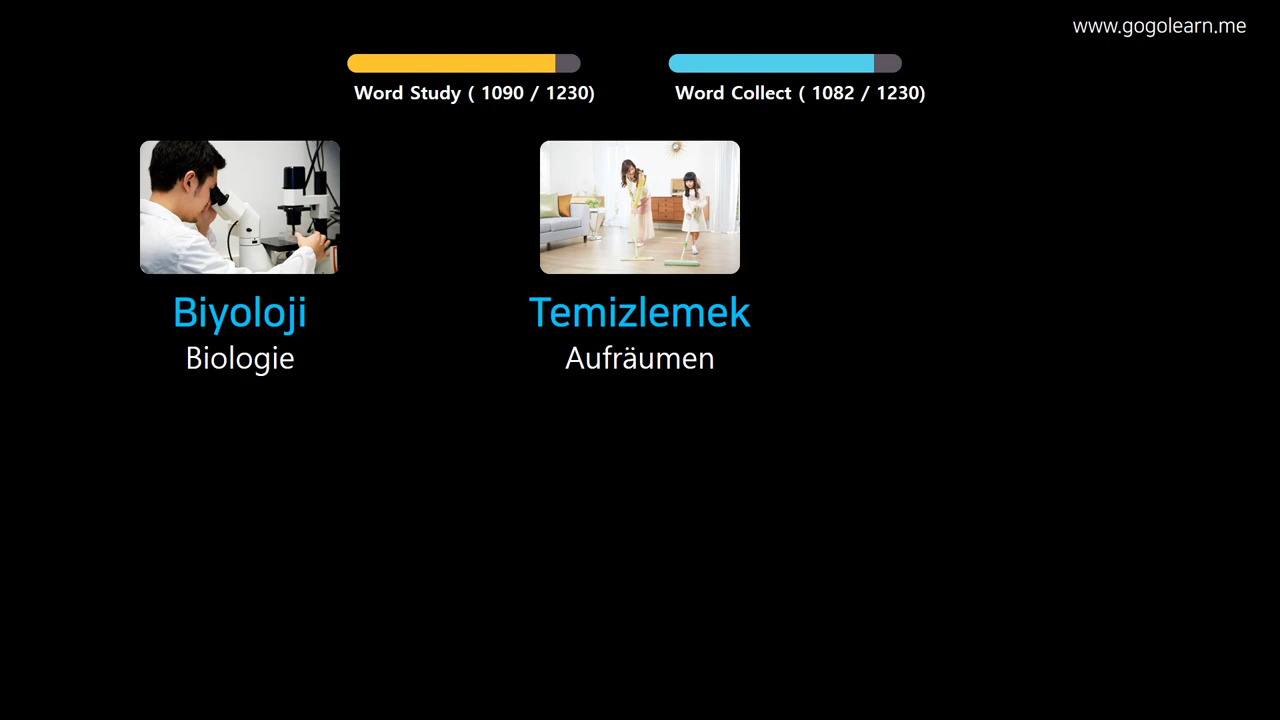 www.gogolearn.me
Word Study ( 1090 / 1230)
Word Collect ( 1082 / 1230)
Biyoloji
Biologie
Temizlemek
Aufräumen